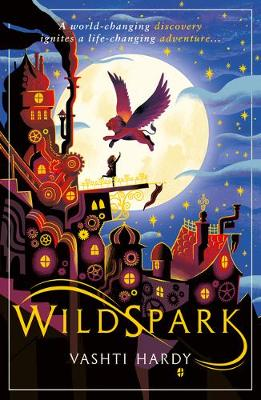 A world-changing discovery
ignites a life-changing adventure...
WILDSPARK
VASHTI HARDY